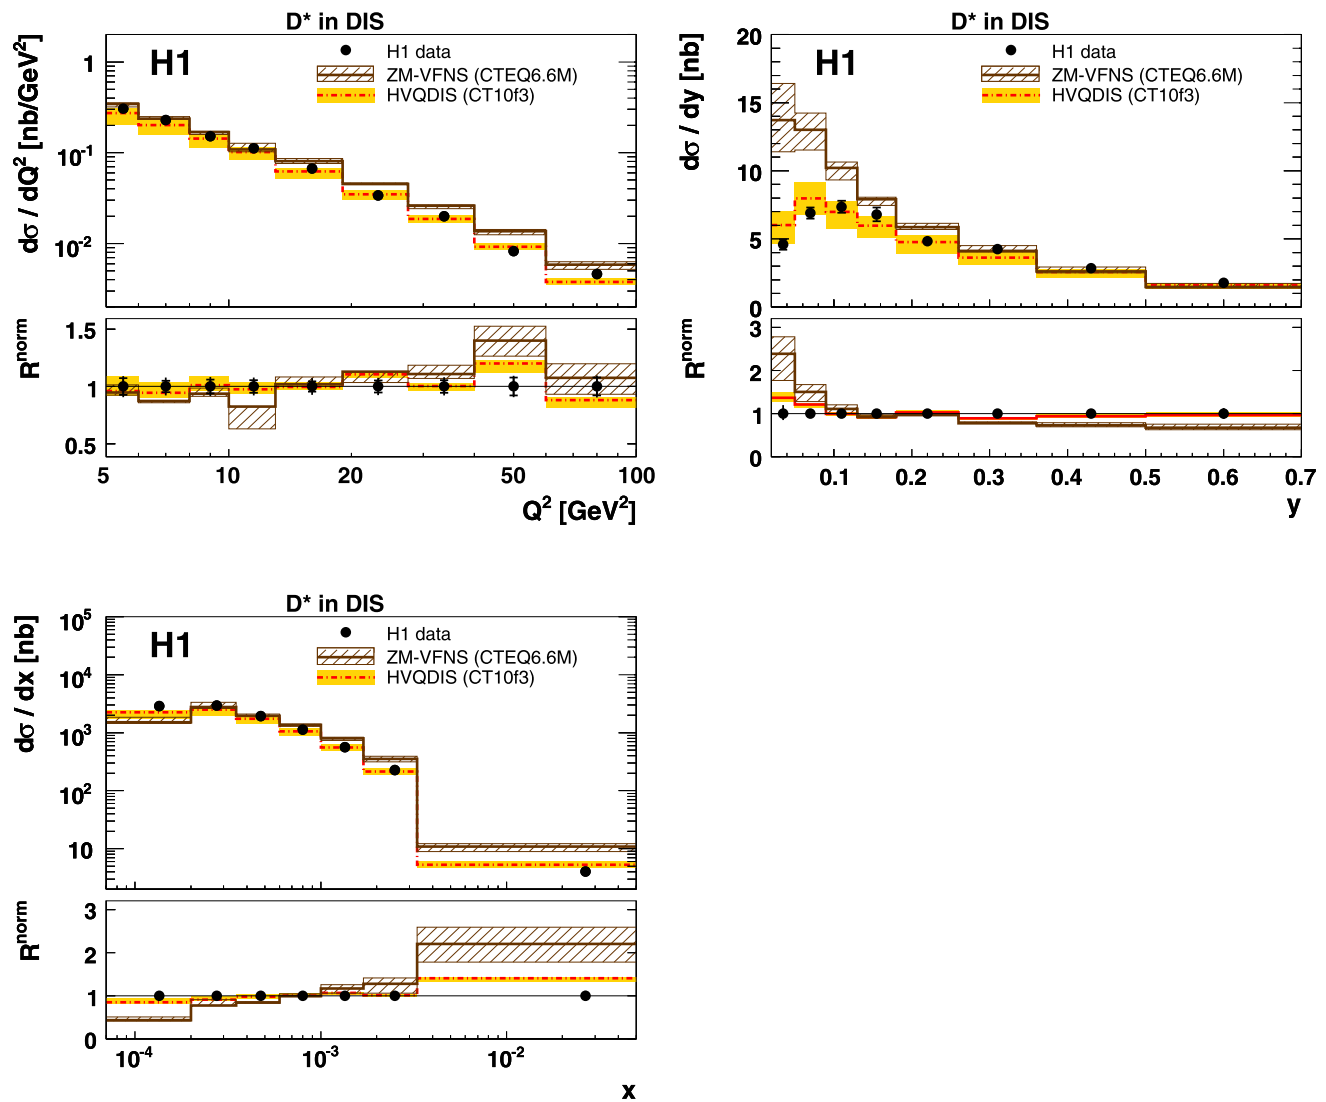 D* in DIS
H1
H1 data
ZM-VFNS (CTEQ6.6M)
HVQDIS (CT10f3)
dσ / dQ² [nb/GeV²]
1
10⁻¹
10⁻²
Rⁿᵒʳᵐ
1.5
1
0.5
5 10 20 50 100
Q² [GeV²]
D* in DIS
H1
H1 data
ZM-VFNS (CTEQ6.6M)
HVQDIS (CT10f3)
dσ / dy [nb]
20
15
10
5
0
Rⁿᵒʳᵐ
3
2
1
0
0.1 0.2 0.3 0.4 0.5 0.6 0.7
y
D* in DIS
H1
H1 data
ZM-VFNS (CTEQ6.6M)
HVQDIS (CT10f3)
dσ / dx [nb]
10⁵
10⁴
10³
10²
10
Rⁿᵒʳᵐ
3
2
1
0
10⁻⁴ 10⁻³ 10⁻²
x